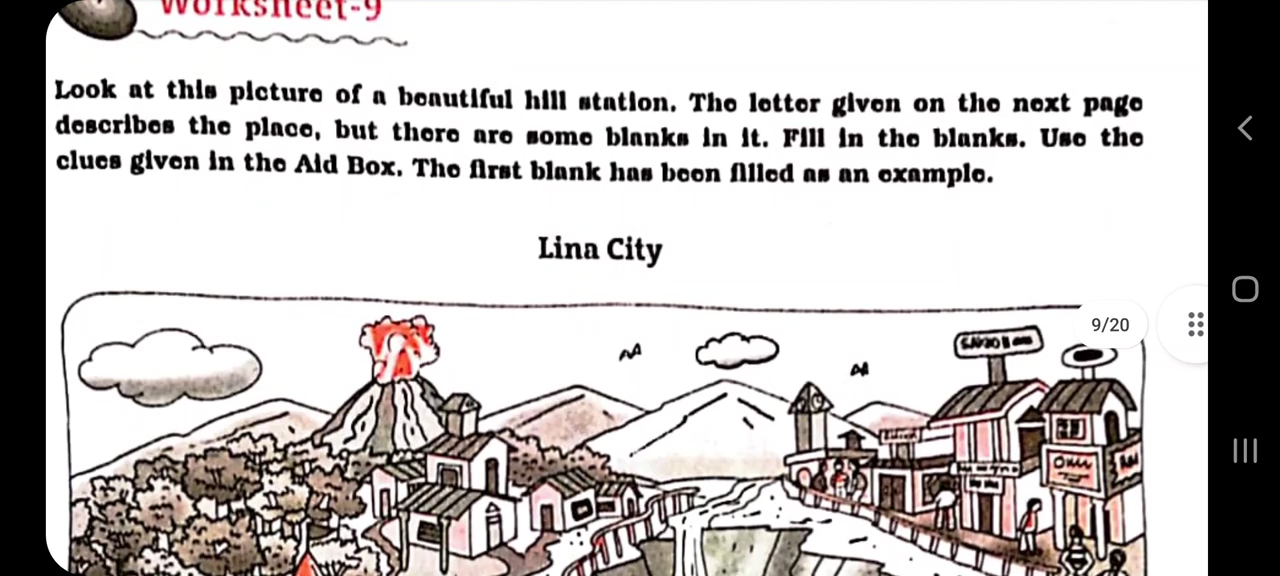 Worksheet-9
Look at this picture of a beautiful hill station. The letter given on the next page
describes the place, but there are some blanks in it. Fill in the blanks. Use the
clues given in the Aid Box. The first blank has been filled as an example.
Lina City
9/20